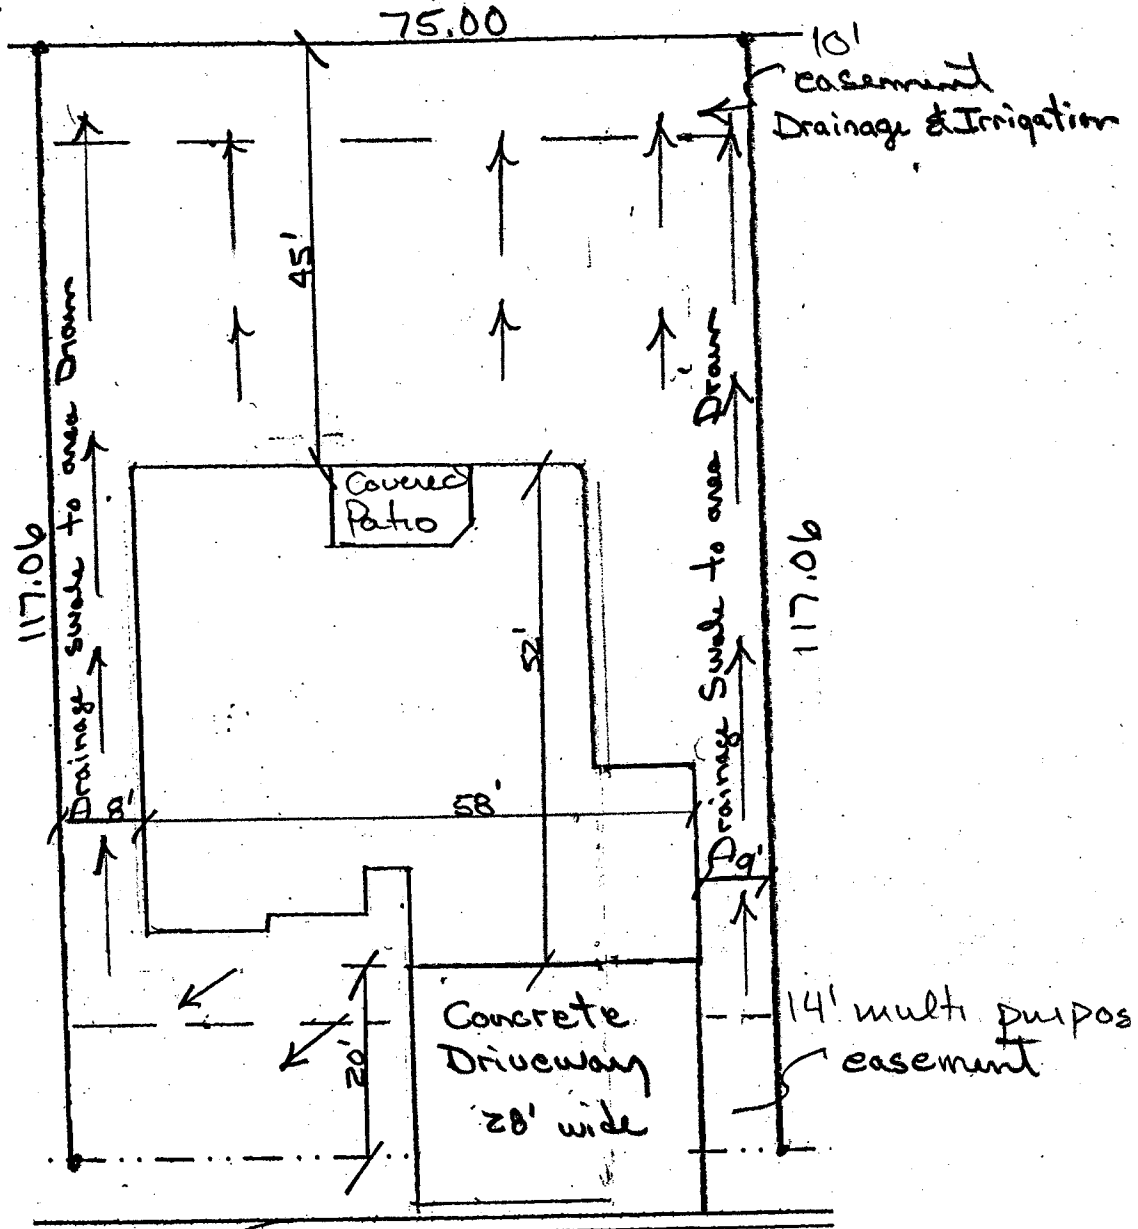 75.00
10'
easement
Drainage & Irrigation
45'
Drainage swale to area Drain
Drainage Swale to area Drain
Covered
Patio
117.06
117.06
52'
8'
58'
9'
14' multi purpos
easement
Concrete
Driveway
28' wide
20'